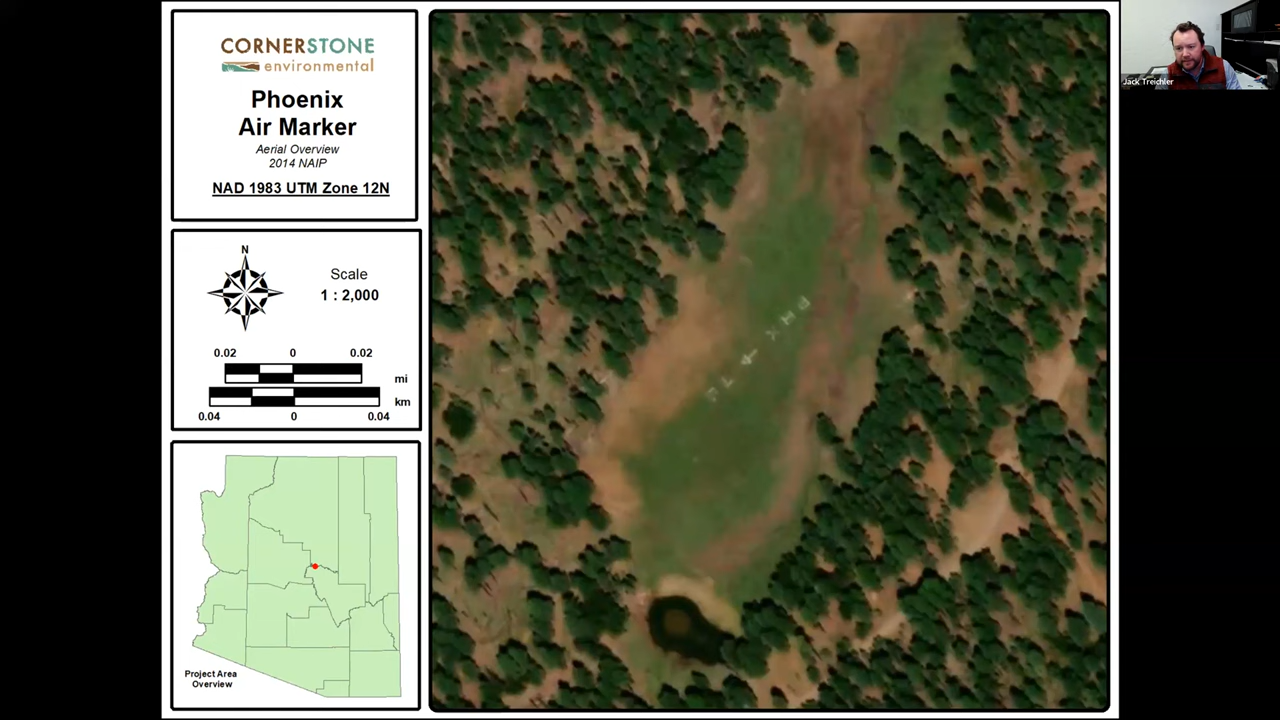 CORNERSTONE
environmental
Phoenix
Air Marker
Aerial Overview
2014 NAIP
NAD 1983 UTM Zone 12N
N
Scale
1 : 2,000
0.02 0 0.02
mi
km
0.04 0 0.04
Project Area
Overview
PHX
Jack Treichler